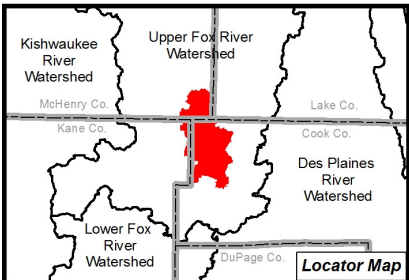 Kishwaukee
River
Watershed
Upper Fox River
Watershed
McHenry Co.
Lake Co.
Kane Co.
Cook Co.
Des Plaines
River
Watershed
Lower Fox
River
Watershed
DuPage Co.
Locator Map